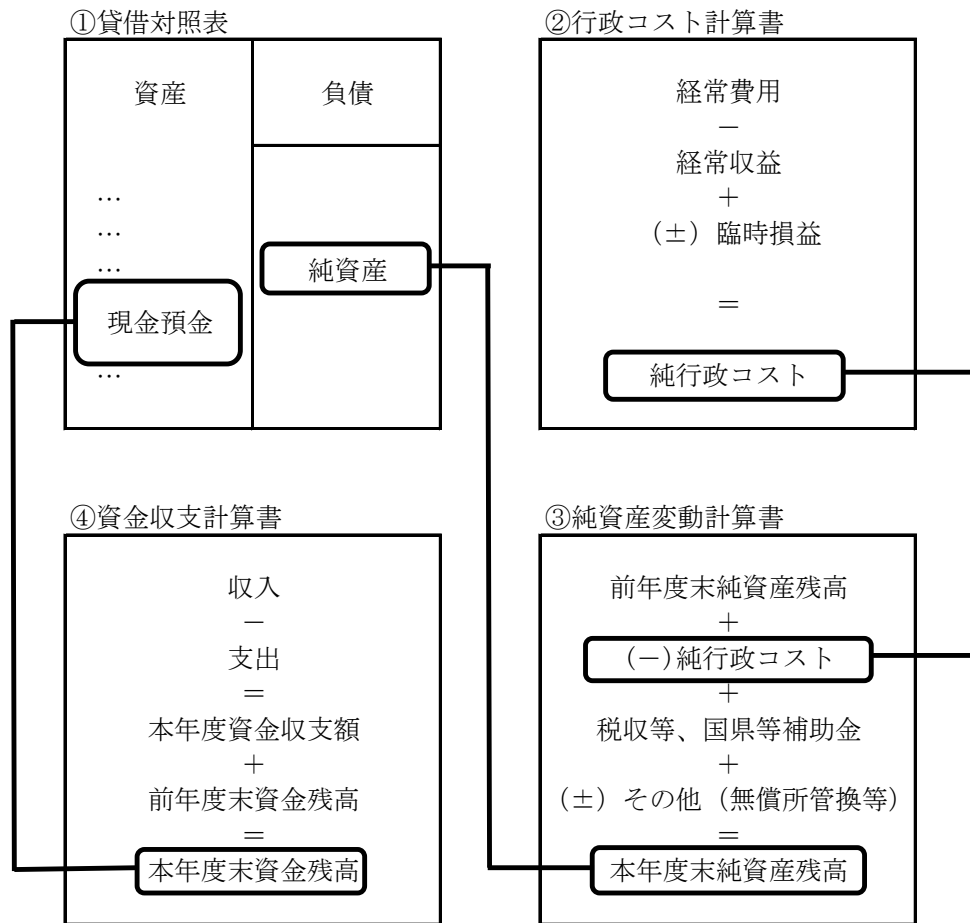 ①貸借対照表
資産
負債
…
…
…
純資産
現金預金
…
②行政コスト計算書
経常費用
－
経常収益
＋
（±）臨時損益
＝
純行政コスト
④資金収支計算書
収入
－
支出
＝
本年度資金収支額
＋
前年度末資金残高
＝
本年度末資金残高
③純資産変動計算書
前年度末純資産残高
＋
(－)純行政コスト
＋
税収等、国県等補助金
＋
（±）その他（無償所管換等）
＝
本年度末純資産残高